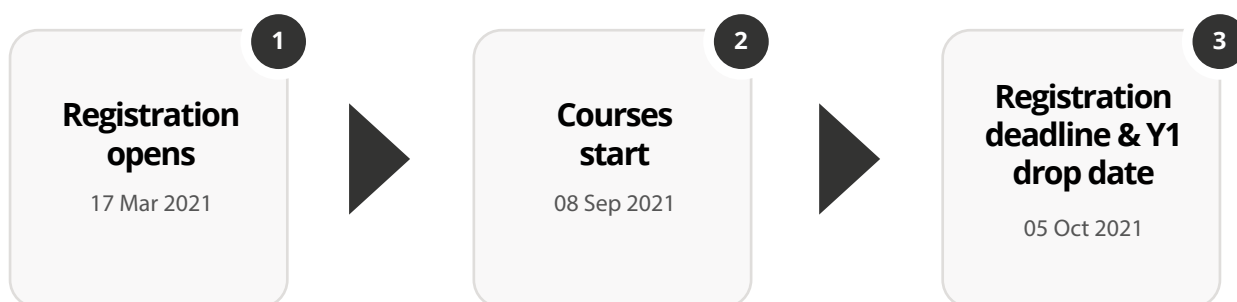 1
Registration
opens
17 Mar 2021
2
Courses
start
08 Sep 2021
3
Registration
deadline & Y1
drop date
05 Oct 2021